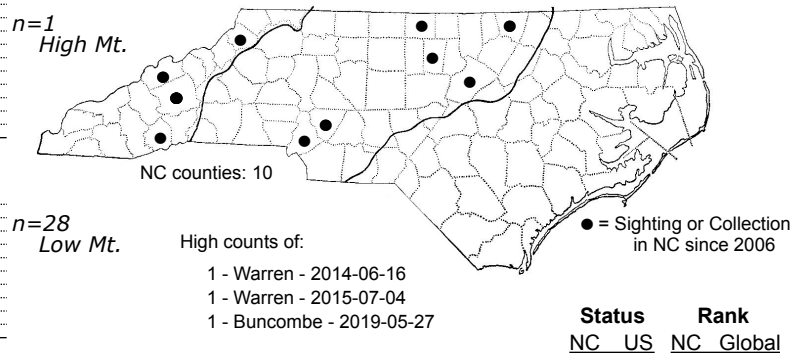 n=1
High Mt.
NC counties: 10
n=28
Low Mt.
High counts of:
1 - Warren - 2014-06-16
1 - Warren - 2015-07-04
1 - Buncombe - 2019-05-27
● = Sighting or Collection
in NC since 2006
Status Rank
NC US NC Global